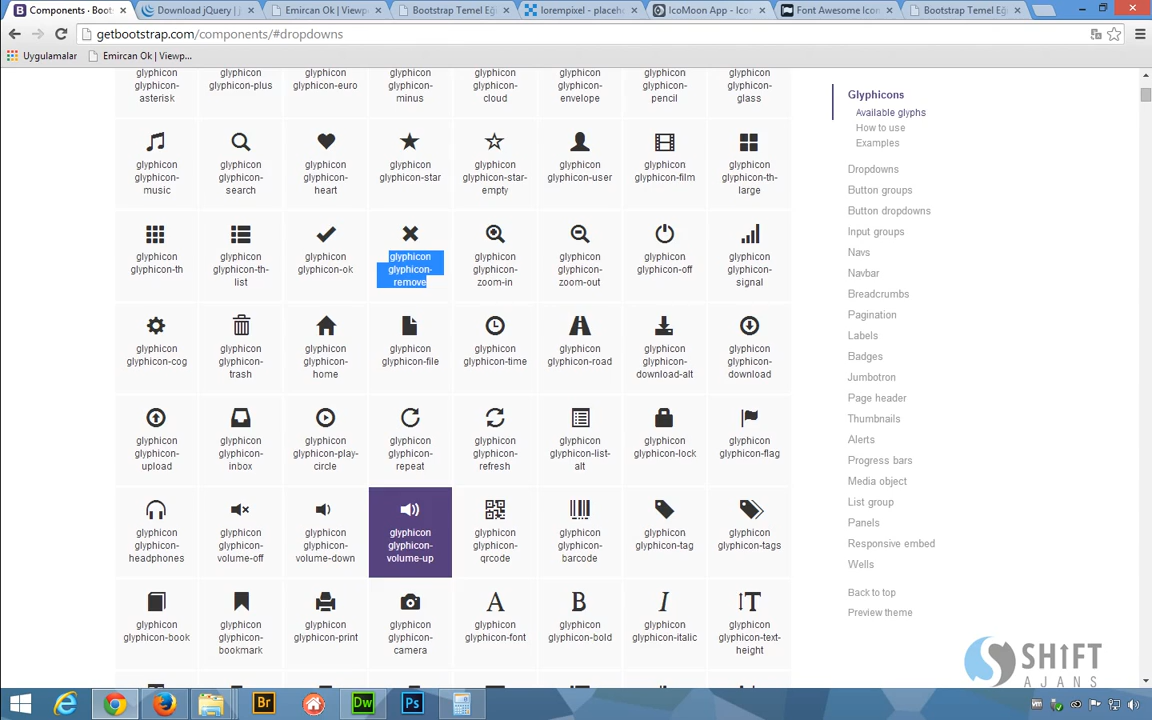 Components · Boots
Download jQuery |
Emircan Ok | Viewpo
Bootstrap Temel Eği
lorempixel - placeho
IcoMoon App - Icon
Font Awesome Icon
Bootstrap Temel Eği
getbootstrap.com/components/#dropdowns
Uygulamalar
Emircan Ok | Viewp...
glyphicon glyphicon-asterisk
glyphicon glyphicon-plus
glyphicon glyphicon-euro
glyphicon glyphicon-minus
glyphicon glyphicon-cloud
glyphicon glyphicon-envelope
glyphicon glyphicon-pencil
glyphicon glyphicon-glass
glyphicon glyphicon-music
glyphicon glyphicon-search
glyphicon glyphicon-heart
glyphicon glyphicon-star
glyphicon glyphicon-star-empty
glyphicon glyphicon-user
glyphicon glyphicon-film
glyphicon glyphicon-th-large
glyphicon glyphicon-th
glyphicon glyphicon-th-list
glyphicon glyphicon-ok
glyphicon glyphicon-remove
glyphicon glyphicon-zoom-in
glyphicon glyphicon-zoom-out
glyphicon glyphicon-off
glyphicon glyphicon-signal
glyphicon glyphicon-cog
glyphicon glyphicon-trash
glyphicon glyphicon-home
glyphicon glyphicon-file
glyphicon glyphicon-time
glyphicon glyphicon-road
glyphicon glyphicon-download-alt
glyphicon glyphicon-download
glyphicon glyphicon-upload
glyphicon glyphicon-inbox
glyphicon glyphicon-play-circle
glyphicon glyphicon-repeat
glyphicon glyphicon-refresh
glyphicon glyphicon-list-alt
glyphicon glyphicon-lock
glyphicon glyphicon-flag
glyphicon glyphicon-headphones
glyphicon glyphicon-volume-off
glyphicon glyphicon-volume-down
glyphicon glyphicon-volume-up
glyphicon glyphicon-qrcode
glyphicon glyphicon-barcode
glyphicon glyphicon-tag
glyphicon glyphicon-tags
glyphicon glyphicon-book
glyphicon glyphicon-bookmark
glyphicon glyphicon-print
glyphicon glyphicon-camera
glyphicon glyphicon-font
glyphicon glyphicon-bold
glyphicon glyphicon-italic
glyphicon glyphicon-text-height
Glyphicons
Available glyphs
How to use
Examples
Dropdowns
Button groups
Button dropdowns
Input groups
Navs
Navbar
Breadcrumbs
Pagination
Labels
Badges
Jumbotron
Page header
Thumbnails
Alerts
Progress bars
Media object
List group
Panels
Responsive embed
Wells
Back to top
Preview theme
SHiFT
AJANS
Br
Dw
Ps